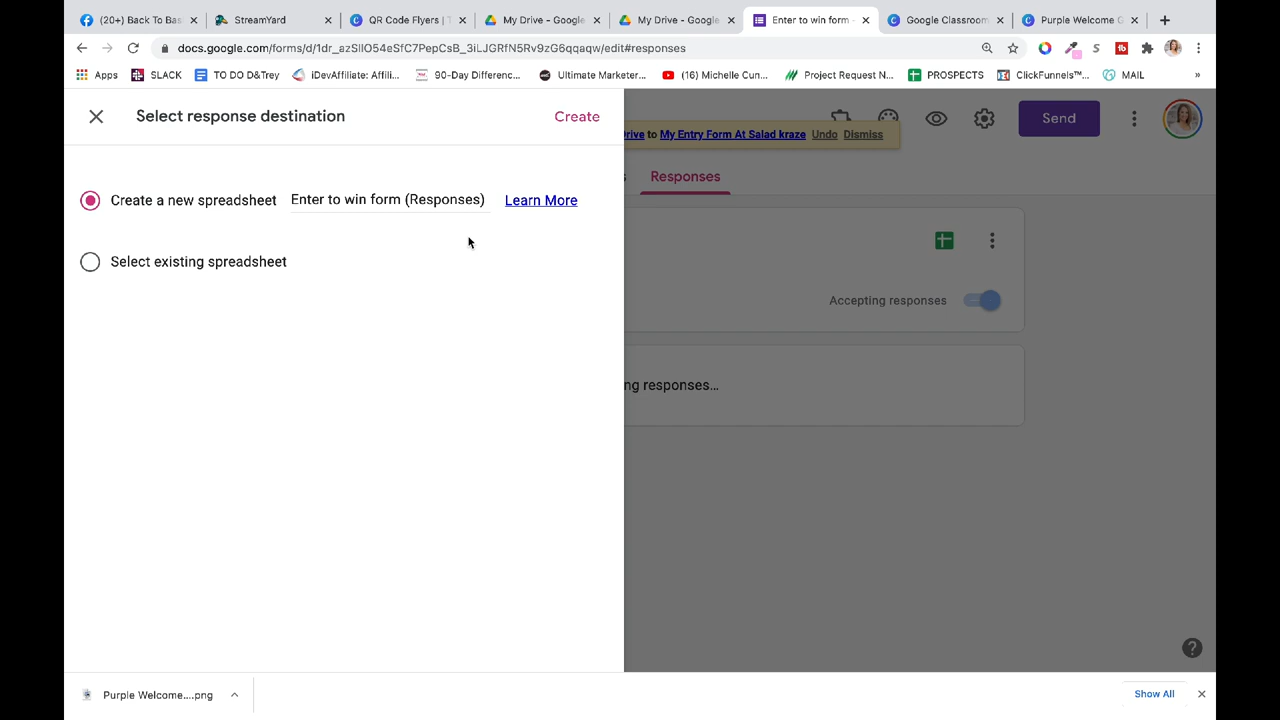 (20+) Back To Bas
StreamYard
QR Code Flyers | T
My Drive - Google
My Drive - Google
Enter to win form -
Google Classroom
Purple Welcome G
docs.google.com/forms/d/1dr_azSIIO54eSfC7PepCsB_3iLJGRfN5Rv9zG6qqaqw/edit#responses
Apps
SLACK
TO DO D&Trey
iDevAffiliate: Affili...
90-Day Differenc...
Ultimate Marketer...
(16) Michelle Cun...
Project Request N...
PROSPECTS
ClickFunnels™...
MAIL
»
Select response destination
Create
Drive to My Entry Form At Salad kraze Undo Dismiss
Send
Responses
Create a new spreadsheet
Enter to win form (Responses)
Learn More
Select existing spreadsheet
Accepting responses
ng responses...
Purple Welcome....png
Show All